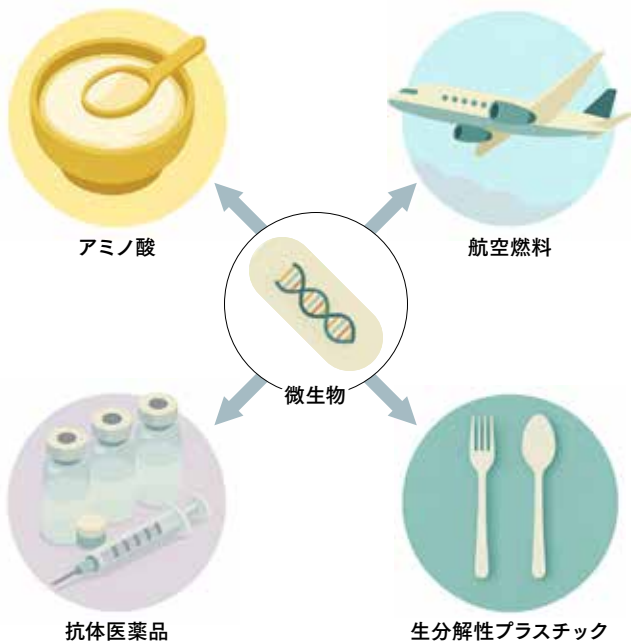 アミノ酸
航空燃料
微生物
抗体医薬品
生分解性プラスチック